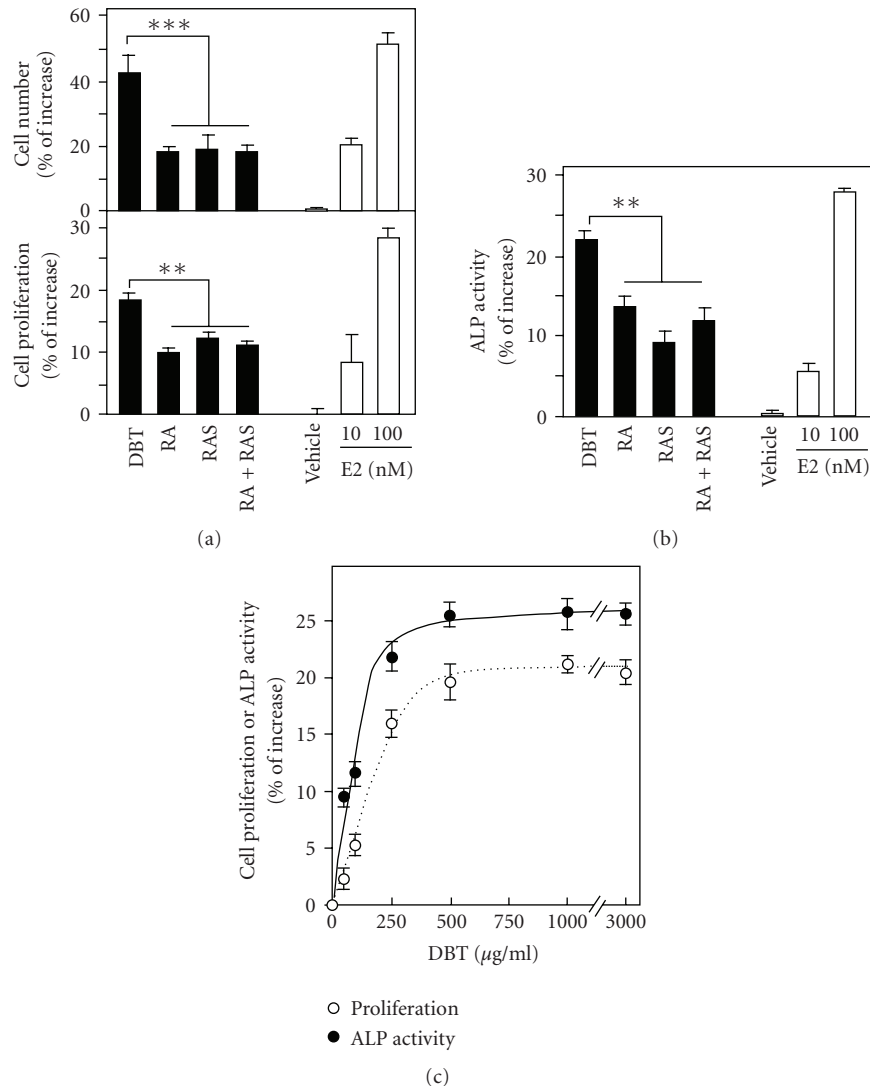 60
40
20
0
Cell number
(% of increase)
∗∗∗
30
20
10
0
Cell proliferation
(% of increase)
∗∗
DBT
RA
RAS
RA + RAS
Vehicle
10 100
E2 (nM)
(a)
30
20
10
0
ALP activity
(% of increase)
∗∗
DBT
RA
RAS
RA + RAS
Vehicle
10 100
E2 (nM)
(b)
Cell proliferation or ALP activity
(% of increase)
25
20
15
10
5
0
0 250 500 750 1000 3000
DBT (μg/ml)
Proliferation
ALP activity
(c)